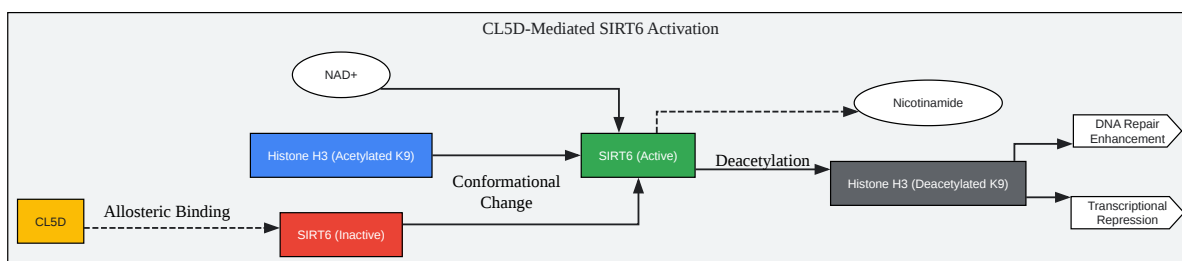 CL5D-Mediated SIRT6 Activation
NAD+
Nicotinamide
DNA Repair
Enhancement
Histone H3 (Acetylated K9)
SIRT6 (Active)
Deacetylation
Histone H3 (Deacetylated K9)
Conformational
Change
Transcriptional
Repression
CL5D
Allosteric Binding
SIRT6 (Inactive)